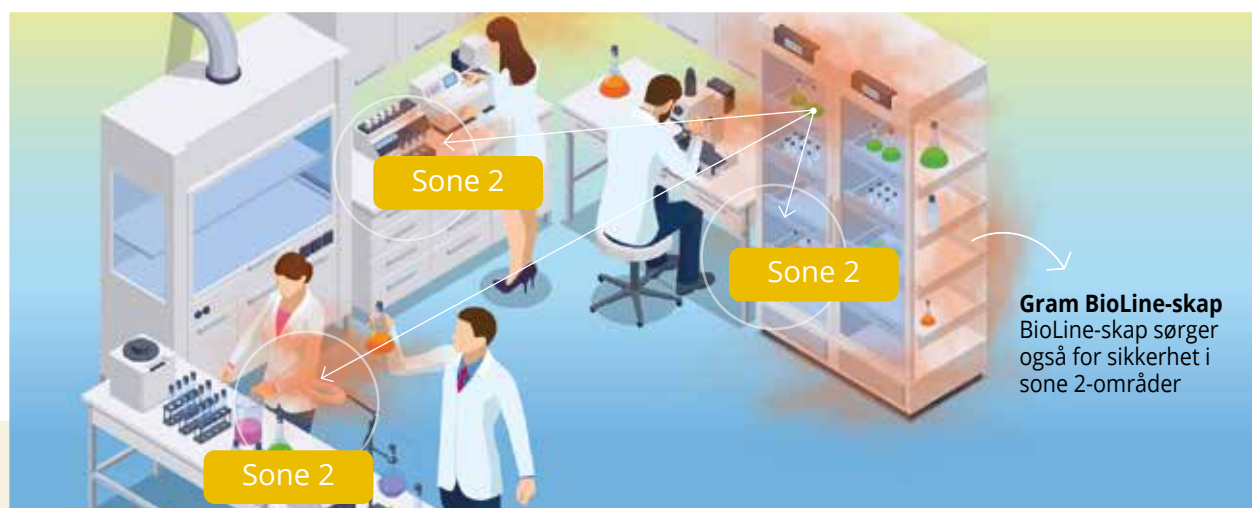 Sone 2
Sone 2
Gram BioLine-skap
BioLine-skap sørger
også for sikkerhet i
sone 2-områder
Sone 2